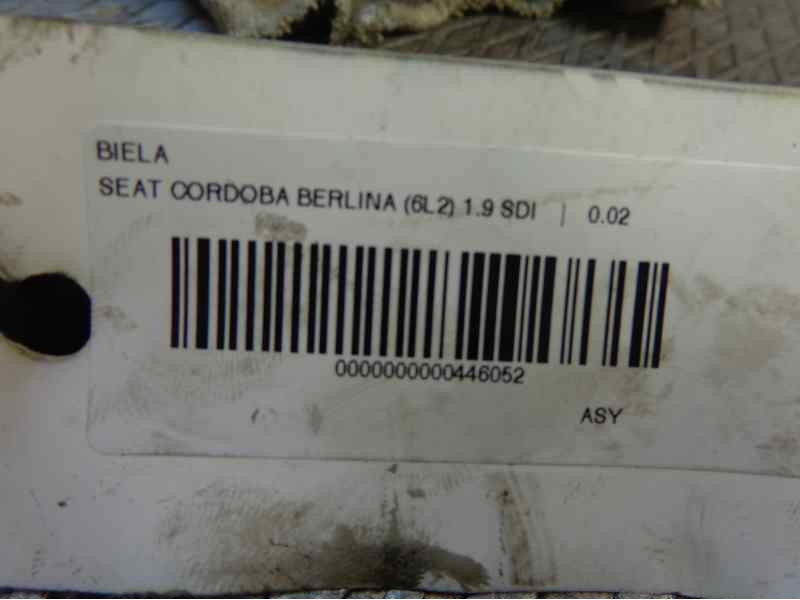 BIELA
SEAT CORDOBA BERLINA (6L2) 1.9 SDI | 0.02
0000000000446052
ASY